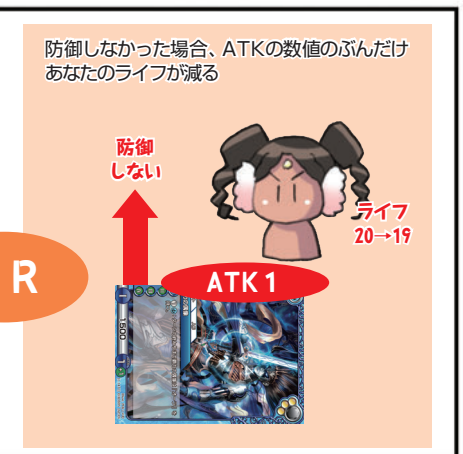 防御しなかった場合、ATKの数値のぶんだけ
あなたのライフが減る
防御
しない
ライフ
20→19
R
ATK1
1500